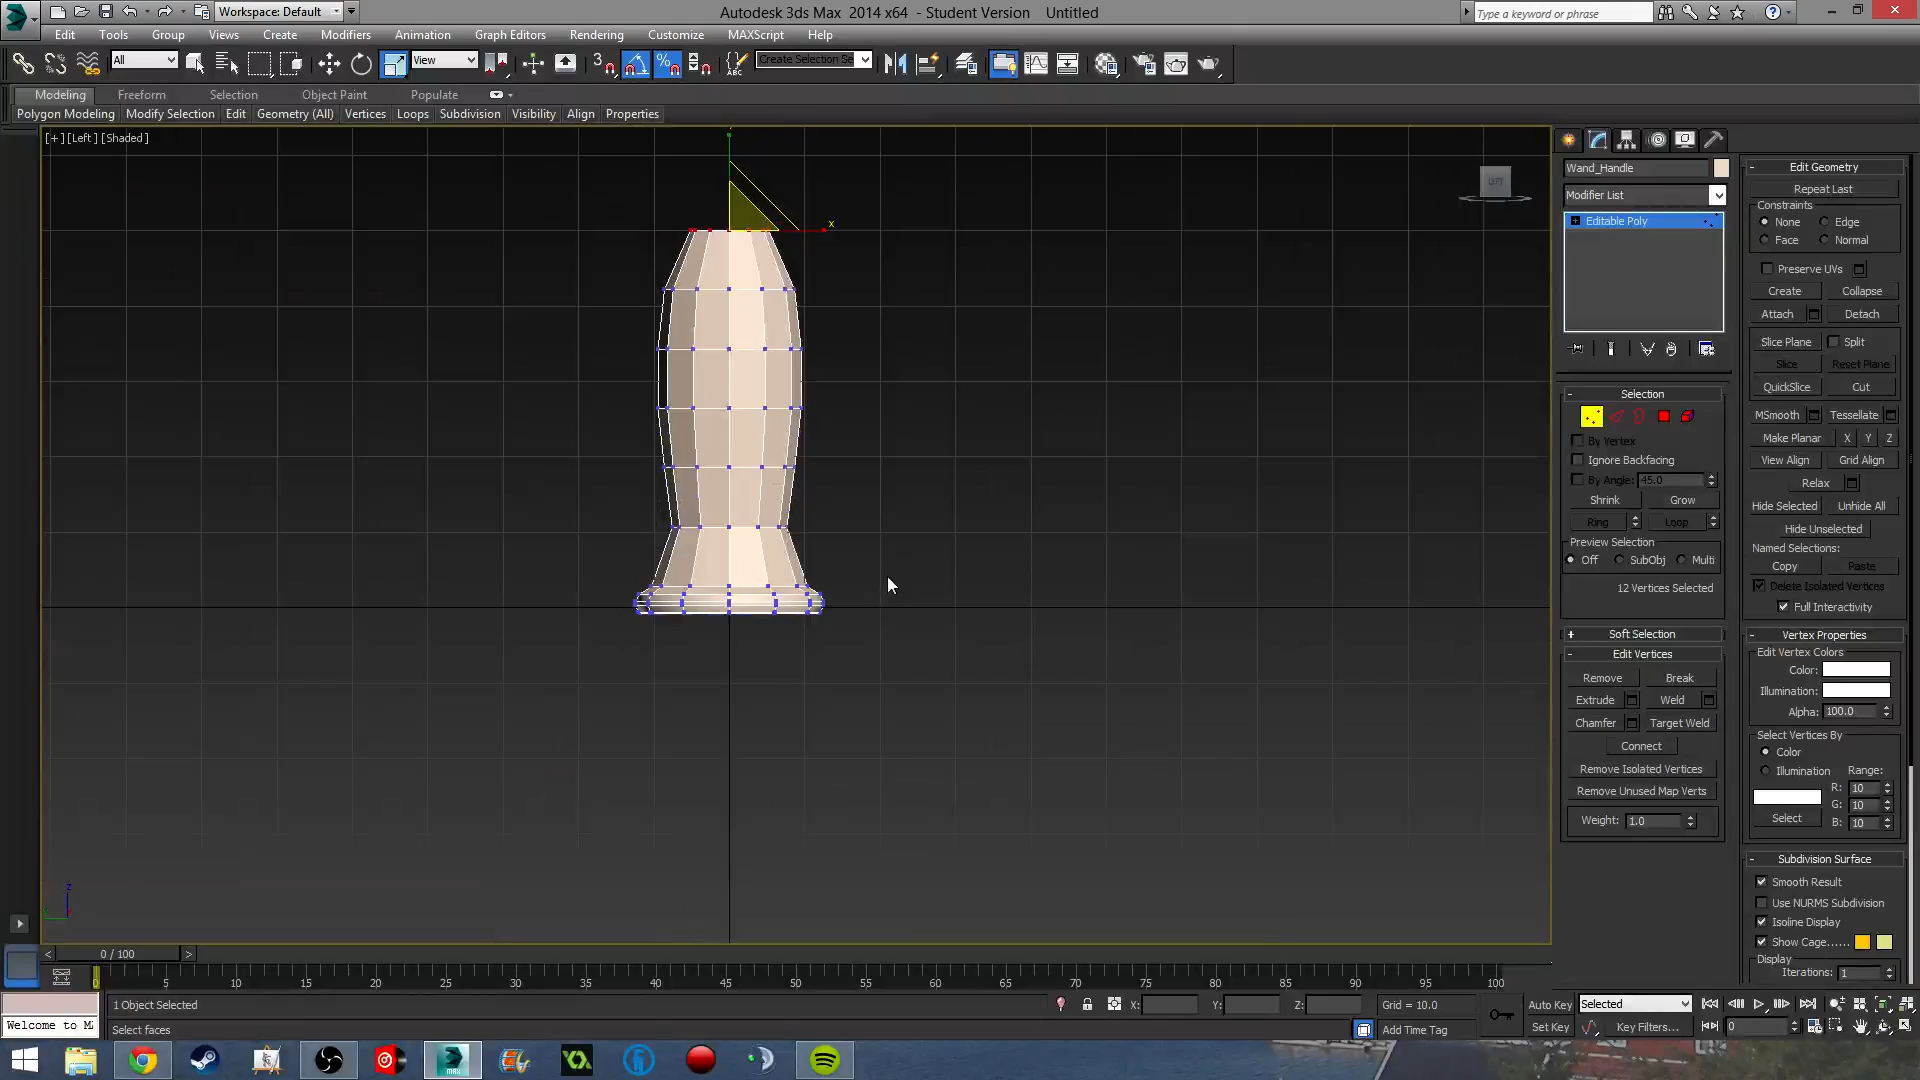 Workspace: Default
Autodesk 3ds Max 2014 x64 - Student Version Untitled
Type a keyword or phrase
Edit Tools Group Views Create Modifiers Animation Graph Editors Rendering Customize MAXScript Help
All View 3 Create Selection Se
Modeling Freeform Selection Object Paint Populate
Polygon Modeling Modify Selection Edit Geometry (All) Vertices Loops Subdivision Visibility Align Properties
[+] [Left] [Shaded]
x
LEFT
z
Wand_Handle
Modifier List
Editable Poly
Selection
By Vertex
Ignore Backfacing
By Angle: 45.0
Shrink Grow
Ring Loop
Preview Selection
Off SubObj Multi
12 Vertices Selected
Soft Selection
Edit Vertices
Remove Break
Extrude Weld
Chamfer Target Weld
Connect
Remove Isolated Vertices
Remove Unused Map Verts
Weight: 1.0
Edit Geometry
Repeat Last
Constraints
None Edge
Face Normal
Preserve UVs
Create Collapse
Attach Detach
Slice Plane Split
Slice Reset Plane
QuickSlice Cut
MSmooth Tessellate
Make Planar X Y Z
View Align Grid Align
Relax
Hide Selected Unhide All
Hide Unselected
Named Selections:
Copy Paste
Delete Isolated Vertices
Full Interactivity
Vertex Properties
Edit Vertex Colors
Color:
Illumination:
Alpha: 100.0
Select Vertices By
Color
Illumination Range:
R: 10
G: 10
Select B: 10
Subdivision Surface
Smooth Result
Use NURMS Subdivision
Isoline Display
Show Cage......
Display
Iterations: 1
0 / 100
0 5 10 15 20 25 30 35 40 45 50 55 60 65 70 75 80 85 90 95 100
1 Object Selected X: Y: Z: Grid = 10.0 Auto Key Selected
Welcome to M Select faces Add Time Tag Set Key Key Filters... 0
MAX